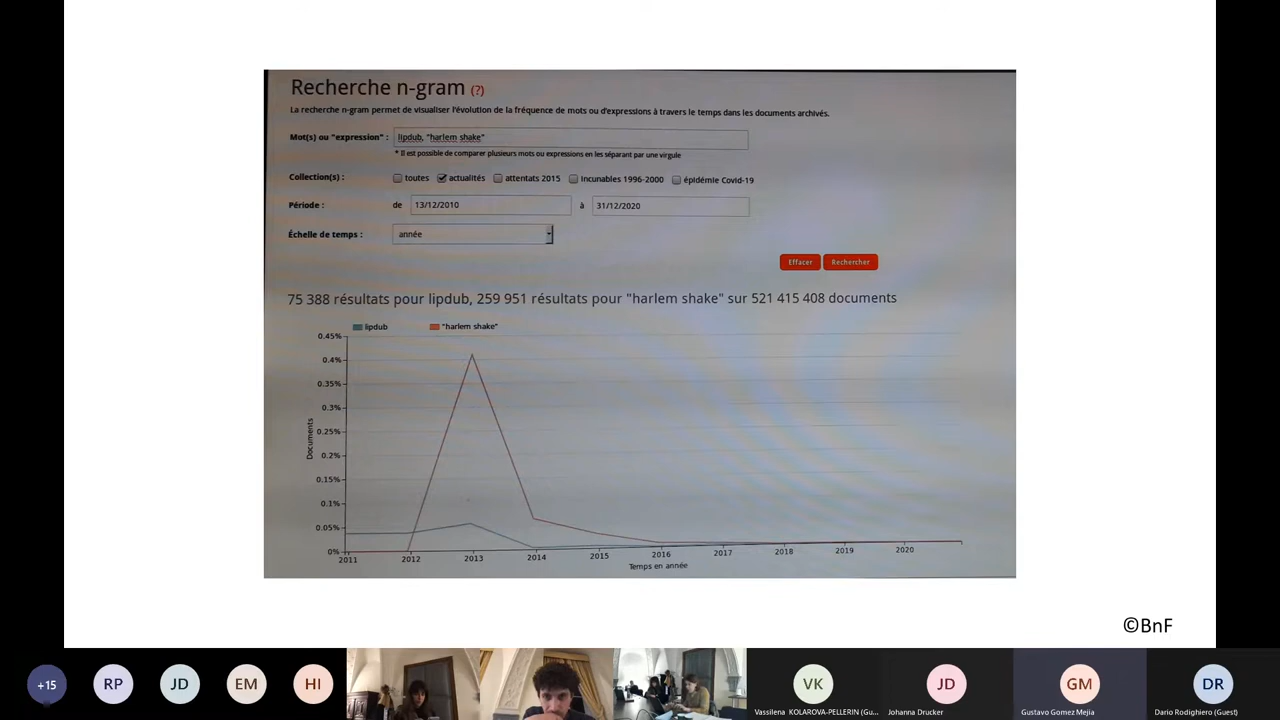 Recherche n-gram (?)
La recherche n-gram permet de visualiser l'évolution de la fréquence de mots ou d'expressions à travers le temps dans les documents archivés.
Mot(s) ou "expression" : lipdub, "harlem shake"
* Il est possible de comparer plusieurs mots ou expressions en les séparant par une virgule
Collection(s) : toutes actualités attentats 2015 incunables 1996-2000 épidémie Covid-19
Période : de 13/12/2010 à 31/12/2020
Échelle de temps : année
Effacer Rechercher
75 388 résultats pour lipdub, 259 951 résultats pour "harlem shake" sur 521 415 408 documents
lipdub "harlem shake"
0.45%
0.4%
0.35%
0.3%
0.25%
0.2%
0.15%
0.1%
0.05%
0%
Documents
2011 2012 2013 2014 2015 2016 2017 2018 2019 2020
Temps en année
©BnF
+15 RP JD EM HI VK JD GM DR
Vassilena KOLAROVA-PELLERIN (Gu... Johanna Drucker Gustavo Gomez Mejia Dario Rodighiero (Guest)